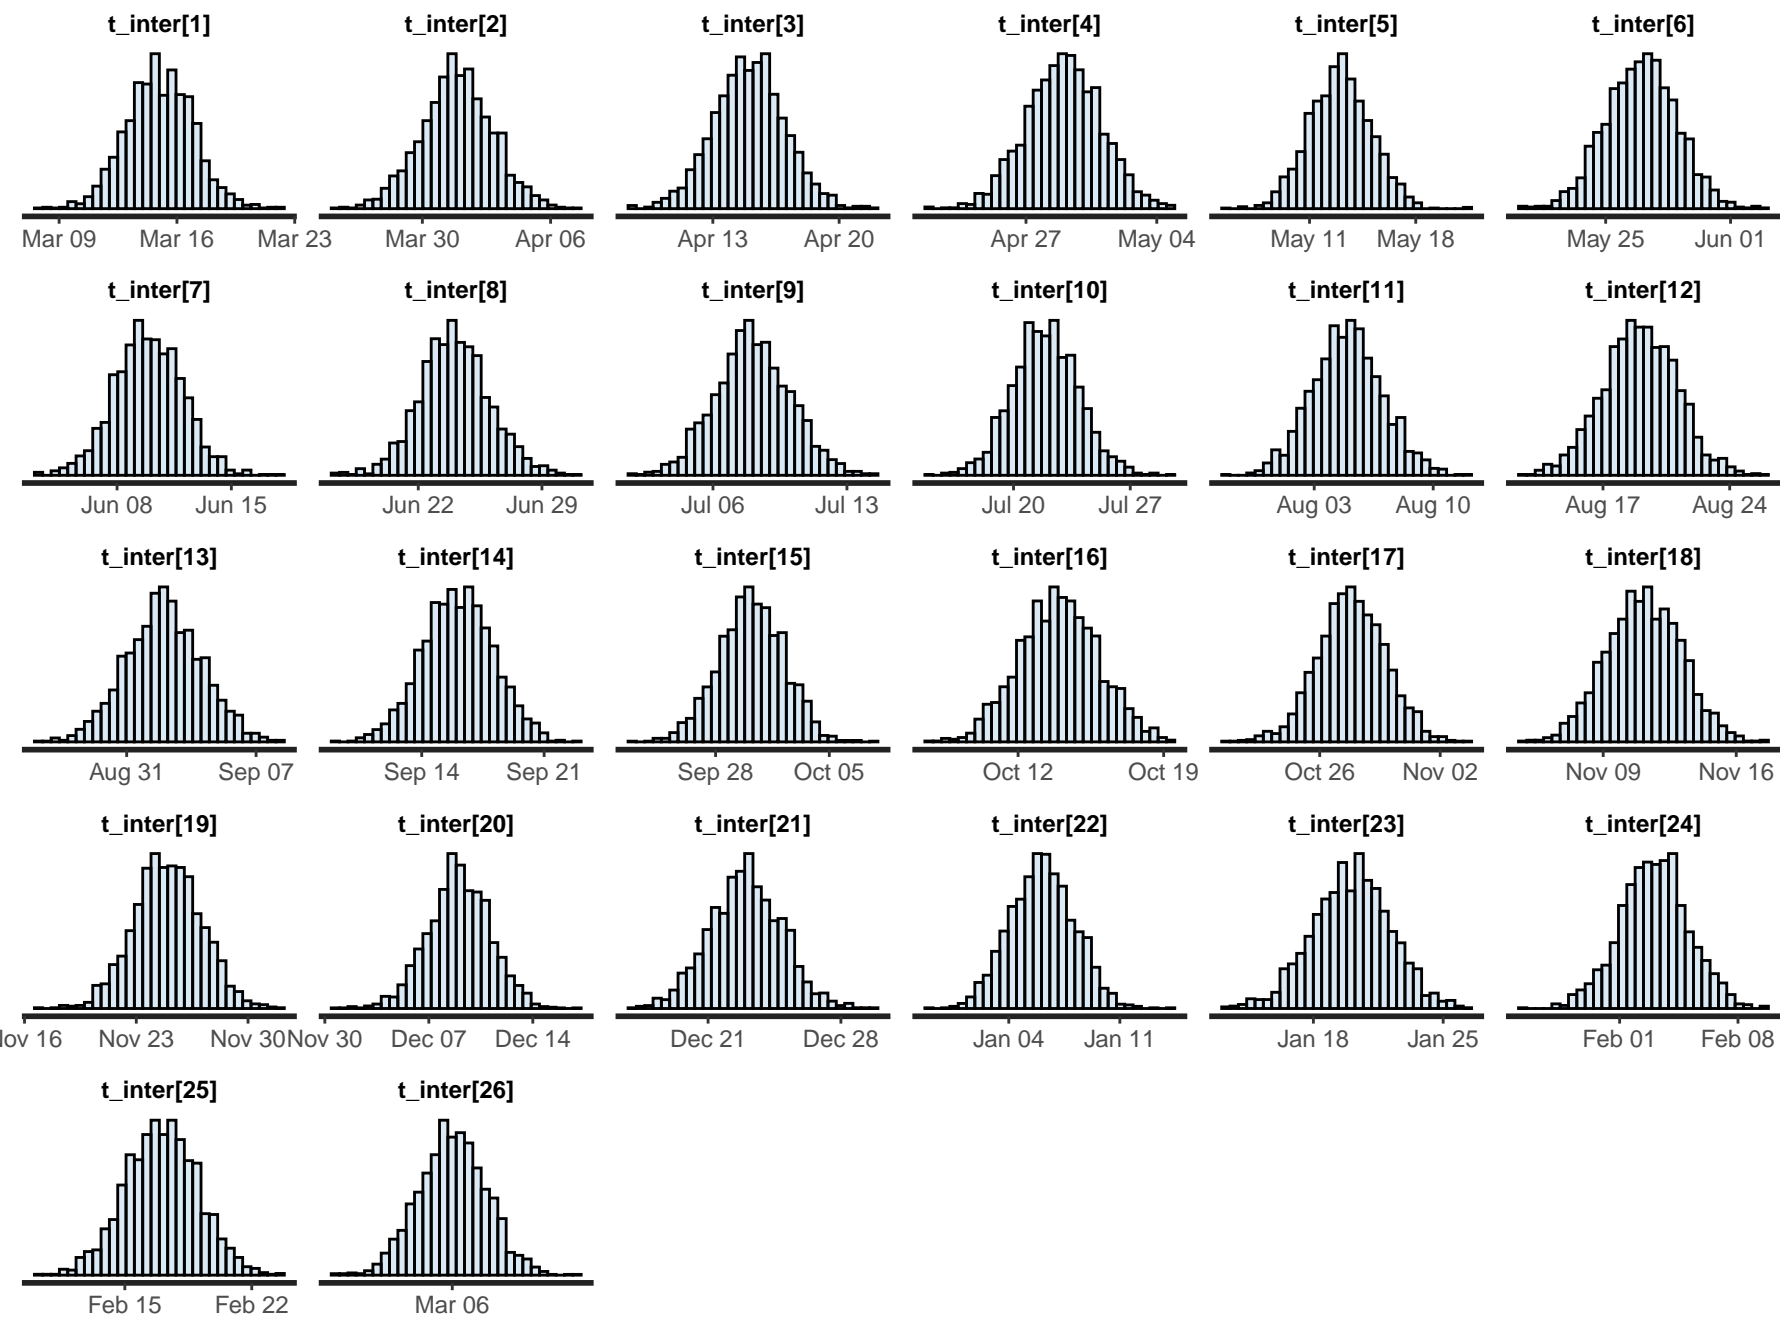 t_inter[1] t_inter[2] t_inter[3] t_inter[4] t_inter[5] t_inter[6]
Mar 09 Mar 16 Mar 23 Mar 30 Apr 06 Apr 13 Apr 20 Apr 27 May 04 May 11 May 18 May 25 Jun 01
t_inter[7] t_inter[8] t_inter[9] t_inter[10] t_inter[11] t_inter[12]
Jun 08 Jun 15 Jun 22 Jun 29 Jul 06 Jul 13 Jul 20 Jul 27 Aug 03 Aug 10 Aug 17 Aug 24
t_inter[13] t_inter[14] t_inter[15] t_inter[16] t_inter[17] t_inter[18]
Aug 31 Sep 07 Sep 14 Sep 21 Sep 28 Oct 05 Oct 12 Oct 19 Oct 26 Nov 02 Nov 09 Nov 16
t_inter[19] t_inter[20] t_inter[21] t_inter[22] t_inter[23] t_inter[24]
Nov 16 Nov 23 Nov 30 Nov 30 Dec 07 Dec 14 Dec 21 Dec 28 Jan 04 Jan 11 Jan 18 Jan 25 Feb 01 Feb 08
t_inter[25] t_inter[26]
Feb 15 Feb 22 Mar 06